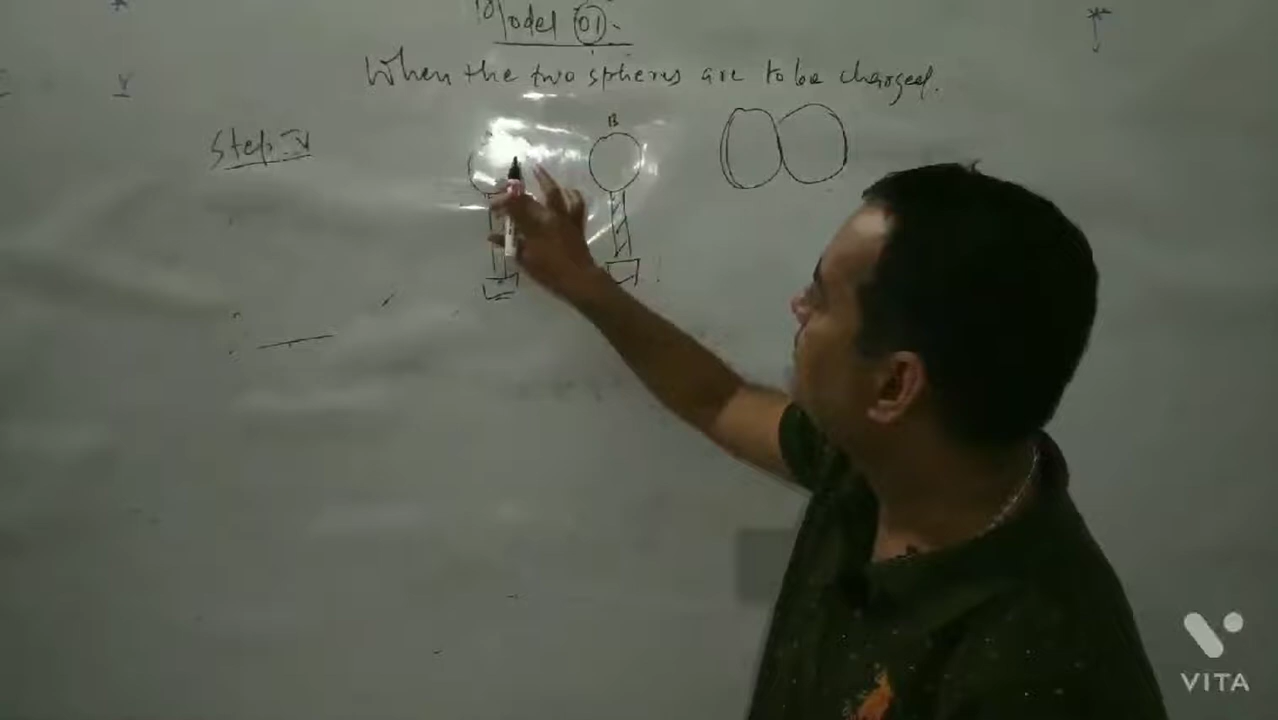 Model 01.
When the two spheres are to be charged.
Step-IV
B
VITA